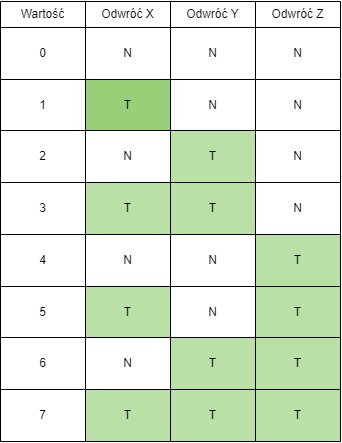 Wartość Odwróć X Odwróć Y Odwróć Z
0 N N N
1 T N N
2 N T N
3 T T N
4 N N T
5 T N T
6 N T T
7 T T T